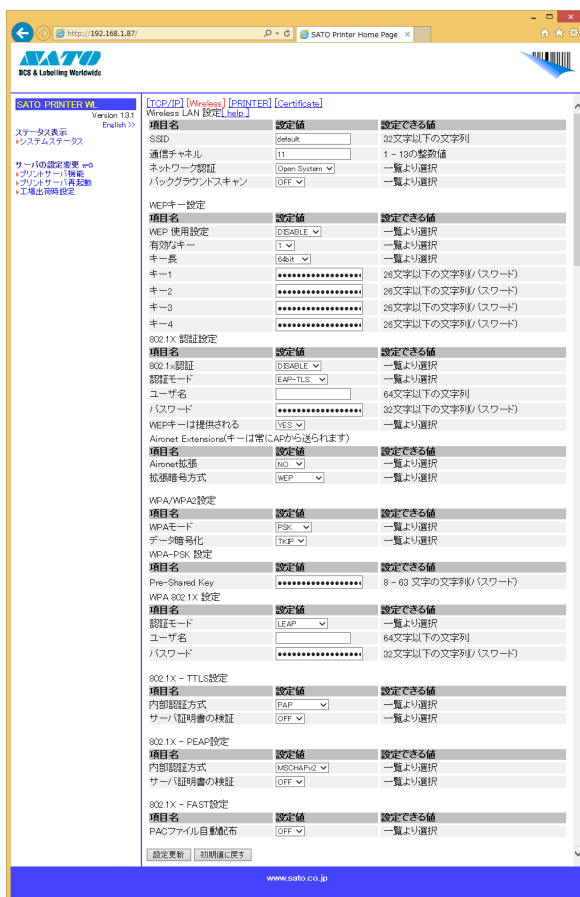 http://192.168.1.87/
SATO Printer Home Page
SATO
DCS & Labelling Worldwide
SATO PRINTER WL
Version 1.3.1
English >>
ステータス表示
システムステータス
サーバの設定変更
プリントサーバ機能
プリントサーバ再起動
工場出荷時設定
[TCP/IP] [Wireless] [PRINTER] [Certificate]
Wireless LAN 設定[ help ]
項目名 設定値 設定できる値
SSID default 32文字以下の文字列
通信チャネル 11 1 - 13の整数値
ネットワーク認証 Open System 一覧より選択
バックグラウンドスキャン OFF 一覧より選択
WEPキー設定
項目名 設定値 設定できる値
WEP 使用設定 DISABLE 一覧より選択
有効なキー 1 一覧より選択
キー長 64bit 一覧より選択
キー1 26文字以下の文字列(パスワード)
キー2 26文字以下の文字列(パスワード)
キー3 26文字以下の文字列(パスワード)
キー4 26文字以下の文字列(パスワード)
802.1X 認証設定
項目名 設定値 設定できる値
802.1x認証 DISABLE 一覧より選択
認証モード EAP-TLS 一覧より選択
ユーザ名 64文字以下の文字列
パスワード 32文字以下の文字列(パスワード)
WEPキーは提供される YES 一覧より選択
Aironet Extensions(キーは常にAPから送られます)
項目名 設定値 設定できる値
Aironet拡張 NO 一覧より選択
拡張暗号方式 WEP 一覧より選択
WPA/WPA2設定
項目名 設定値 設定できる値
WPAモード PSK 一覧より選択
データ暗号化 TKIP 一覧より選択
WPA-PSK 設定
項目名 設定値 設定できる値
Pre-Shared Key 8 - 63 文字の文字列(パスワード)
WPA 802.1X 設定
項目名 設定値 設定できる値
認証モード LEAP 一覧より選択
ユーザ名 64文字以下の文字列
パスワード 32文字以下の文字列(パスワード)
802.1X - TTLS設定
項目名 設定値 設定できる値
内部認証方式 PAP 一覧より選択
サーバ証明書の検証 OFF 一覧より選択
802.1X - PEAP設定
項目名 設定値 設定できる値
内部認証方式 MSCHAPv2 一覧より選択
サーバ証明書の検証 OFF 一覧より選択
802.1X - FAST設定
項目名 設定値 設定できる値
PACファイル自動配布 OFF 一覧より選択
設定更新 初期値に戻す
www.sato.co.jp